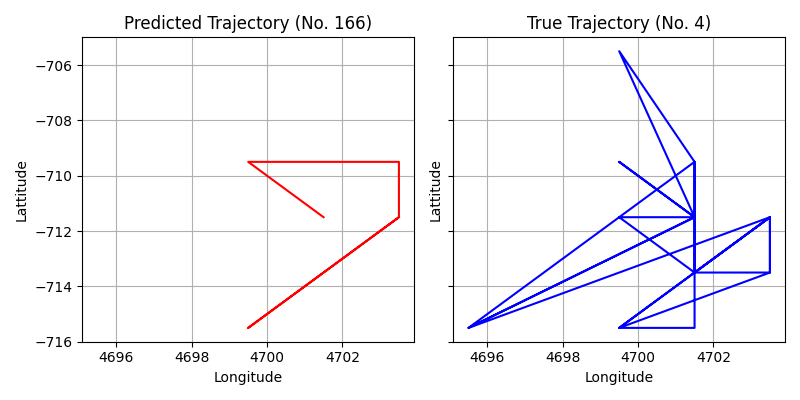 Predicted Trajectory (No. 166)
Lattitude
−706
−708
−710
−712
−714
−716
4696 4698 4700 4702
Longitude
True Trajectory (No. 4)
Lattitude
4696 4698 4700 4702
Longitude